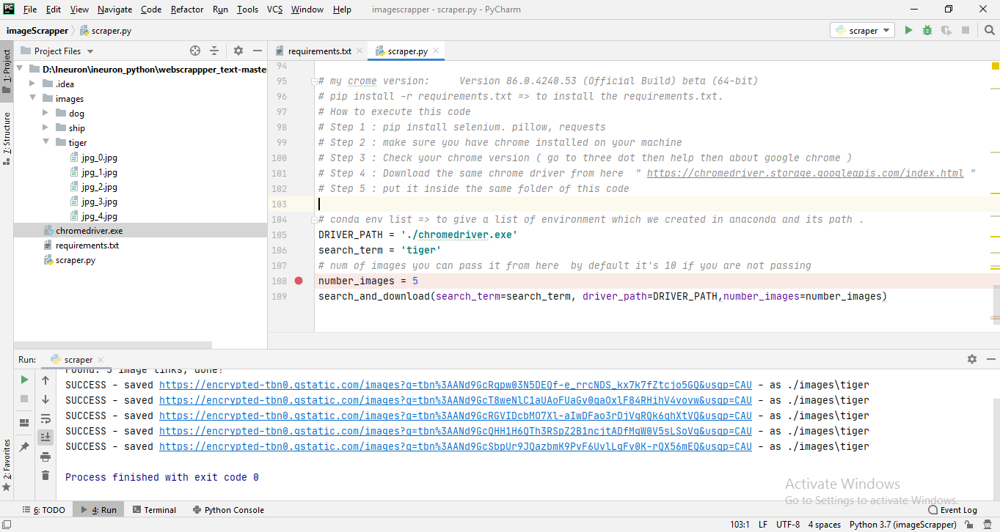 File Edit View Navigate Code Refactor Run Tools VCS Window Help imagescrapper - scraper.py - PyCharm
imageScrapper scraper.py scraper
1: Project
Project Files
requirements.txt scraper.py
D:\Ineuron\ineuron_python\webscrappper_text-maste
.idea
images
dog
ship
tiger
jpg_0.jpg
jpg_1.jpg
jpg_2.jpg
jpg_3.jpg
jpg_4.jpg
chromedriver.exe
requirements.txt
scraper.py
7: Structure
94
95 # my crome version:     Version 86.0.4240.53 (Official Build) beta (64-bit)
96 # pip install -r requirements.txt => to install the requirements.txt.
97 # How to execute this code
98 # Step 1 : pip install selenium. pillow, requests
99 # Step 2 : make sure you have chrome installed on your machine
100 # Step 3 : Check your chrome version ( go to three dot then help then about google chrome )
101 # Step 4 : Download the same chrome driver from here  " https://chromedriver.storage.googleapis.com/index.html "
102 # Step 5 : put it inside the same folder of this code
103
104 # conda env list => to give a list of environment which we created in anaconda and its path .
105 DRIVER_PATH = './chromedriver.exe'
106 search_term = 'tiger'
107 # num of images you can pass it from here  by default it's 10 if you are not passing
108 number_images = 5
109 search_and_download(search_term=search_term, driver_path=DRIVER_PATH,number_images=number_images)
Run: scraper
Found: 5 image links, done!
SUCCESS - saved https://encrypted-tbn0.gstatic.com/images?q=tbn%3AANd9GcRqpw03N5DEQf-e_rrcNDS_kx7k7fZtcjo5GQ&usqp=CAU - as ./images\tiger
SUCCESS - saved https://encrypted-tbn0.gstatic.com/images?q=tbn%3AANd9GcT8weNlC1aUAoFUaGv0qaOxlF84RHihV4vovw&usqp=CAU - as ./images\tiger
SUCCESS - saved https://encrypted-tbn0.gstatic.com/images?q=tbn%3AANd9GcRGVIDcbMO7Xl-aIwDFao3rDjVgRQk6qhXtVQ&usqp=CAU - as ./images\tiger
SUCCESS - saved https://encrypted-tbn0.gstatic.com/images?q=tbn%3AANd9GcQHH1H6QTh3RSpZ2B1ncjtADfMgW0V5sLSoVg&usqp=CAU - as ./images\tiger
SUCCESS - saved https://encrypted-tbn0.gstatic.com/images?q=tbn%3AANd9GcSbpUr9JQazbmK9PvF6UvlLgFv0K-rQX56mEQ&usqp=CAU - as ./images\tiger
Process finished with exit code 0
2: Favorites
Activate Windows
Go to Settings to activate Windows.
6: TODO 4: Run Terminal Python Console Event Log
103:1 LF UTF-8 4 spaces Python 3.7 (imageScrapper)